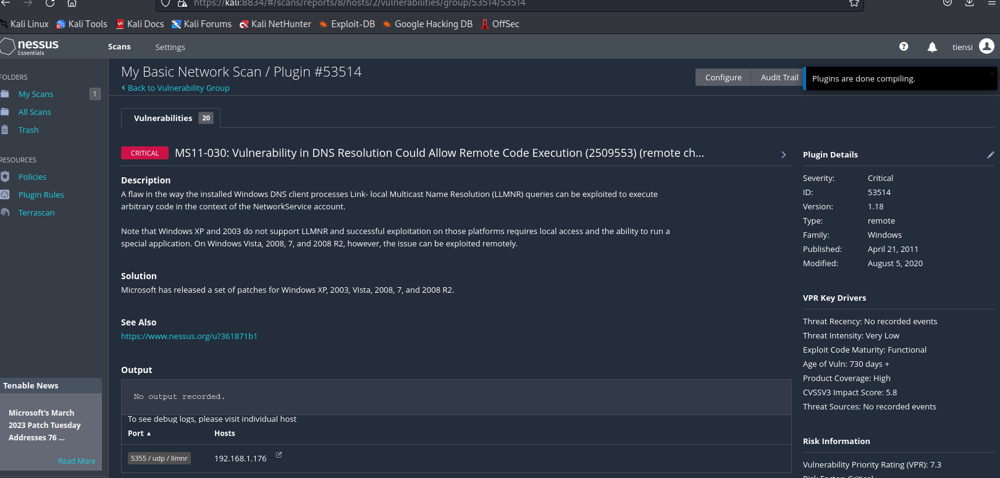 https://kali:8834/#/scans/reports/8/hosts/2/vulnerabilities/group/53514/53514
Kali Linux Kali Tools Kali Docs Kali Forums Kali NetHunter Exploit-DB Google Hacking DB OffSec
nessus Essentials
Scans Settings
? tiensi
FOLDERS
My Scans 1
All Scans
Trash
RESOURCES
Policies
Plugin Rules
Terrascan
Tenable News
Microsoft's March
2023 Patch Tuesday
Addresses 76 ...
Read More
My Basic Network Scan / Plugin #53514
Back to Vulnerability Group
Configure Audit Trail
Plugins are done compiling.
Vulnerabilities 20
CRITICAL MS11-030: Vulnerability in DNS Resolution Could Allow Remote Code Execution (2509553) (remote ch...
Description
A flaw in the way the installed Windows DNS client processes Link- local Multicast Name Resolution (LLMNR) queries can be exploited to execute
arbitrary code in the context of the NetworkService account.
Note that Windows XP and 2003 do not support LLMNR and successful exploitation on those platforms requires local access and the ability to run a
special application. On Windows Vista, 2008, 7, and 2008 R2, however, the issue can be exploited remotely.
Solution
Microsoft has released a set of patches for Windows XP, 2003, Vista, 2008, 7, and 2008 R2.
See Also
https://www.nessus.org/u?361871b1
Output
No output recorded.
To see debug logs, please visit individual host
Port ▲ Hosts
5355 / udp / llmnr 192.168.1.176
Plugin Details
Severity: Critical
ID: 53514
Version: 1.18
Type: remote
Family: Windows
Published: April 21, 2011
Modified: August 5, 2020
VPR Key Drivers
Threat Recency: No recorded events
Threat Intensity: Very Low
Exploit Code Maturity: Functional
Age of Vuln: 730 days +
Product Coverage: High
CVSSV3 Impact Score: 5.8
Threat Sources: No recorded events
Risk Information
Vulnerability Priority Rating (VPR): 7.3
Risk Factor: Critical